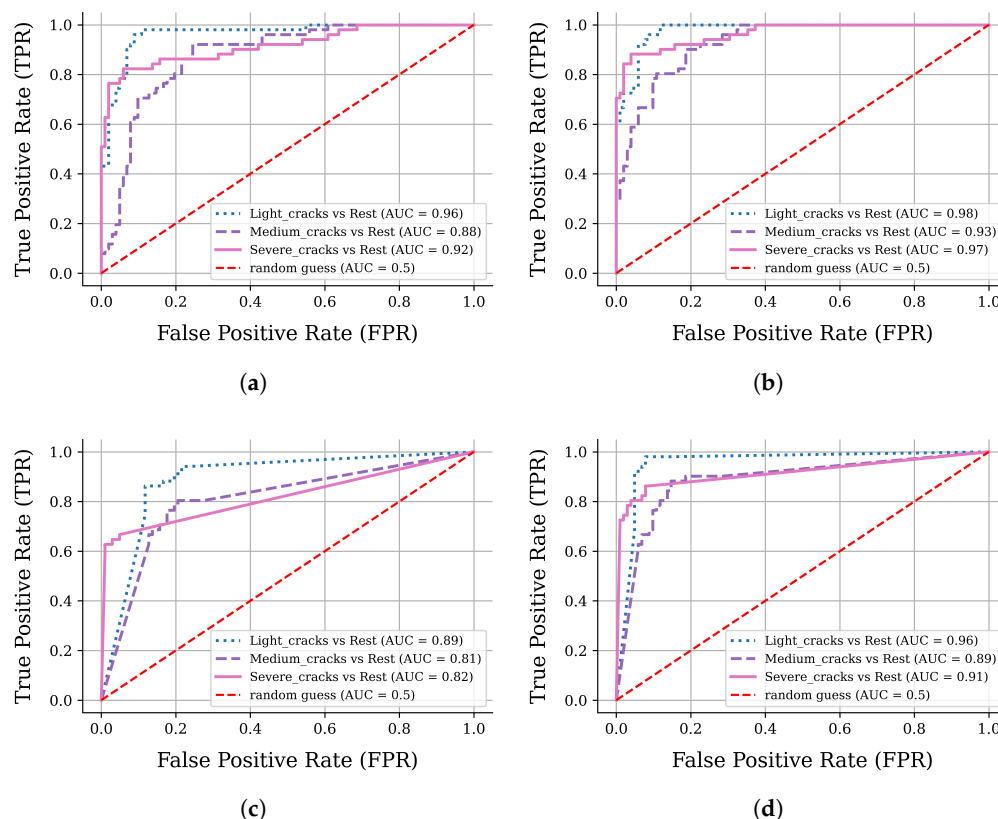 True Positive Rate (TPR)
1.0
0.8
0.6
0.4
0.2
0.0
Light_cracks vs Rest (AUC = 0.96)
Medium_cracks vs Rest (AUC = 0.88)
Severe_cracks vs Rest (AUC = 0.92)
random guess (AUC = 0.5)
0.0 0.2 0.4 0.6 0.8 1.0
False Positive Rate (FPR)
(a)
True Positive Rate (TPR)
1.0
0.8
0.6
0.4
0.2
0.0
Light_cracks vs Rest (AUC = 0.98)
Medium_cracks vs Rest (AUC = 0.93)
Severe_cracks vs Rest (AUC = 0.97)
random guess (AUC = 0.5)
0.0 0.2 0.4 0.6 0.8 1.0
False Positive Rate (FPR)
(b)
True Positive Rate (TPR)
1.0
0.8
0.6
0.4
0.2
0.0
Light_cracks vs Rest (AUC = 0.89)
Medium_cracks vs Rest (AUC = 0.81)
Severe_cracks vs Rest (AUC = 0.82)
random guess (AUC = 0.5)
0.0 0.2 0.4 0.6 0.8 1.0
False Positive Rate (FPR)
(c)
True Positive Rate (TPR)
1.0
0.8
0.6
0.4
0.2
0.0
Light_cracks vs Rest (AUC = 0.96)
Medium_cracks vs Rest (AUC = 0.89)
Severe_cracks vs Rest (AUC = 0.91)
random guess (AUC = 0.5)
0.0 0.2 0.4 0.6 0.8 1.0
False Positive Rate (FPR)
(d)